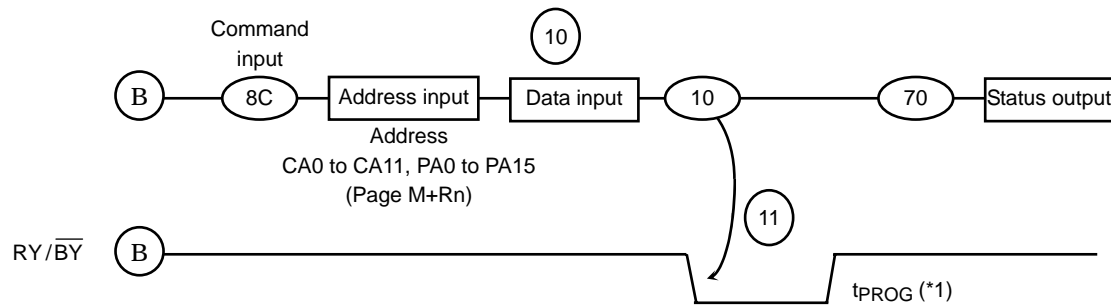 10
Command
input
B
8C
Address input
Data input
10
70
Status output
Address
CA0 to CA11, PA0 to PA15
(Page M+Rn)
11
RY/BY
B
tPROG (*1)